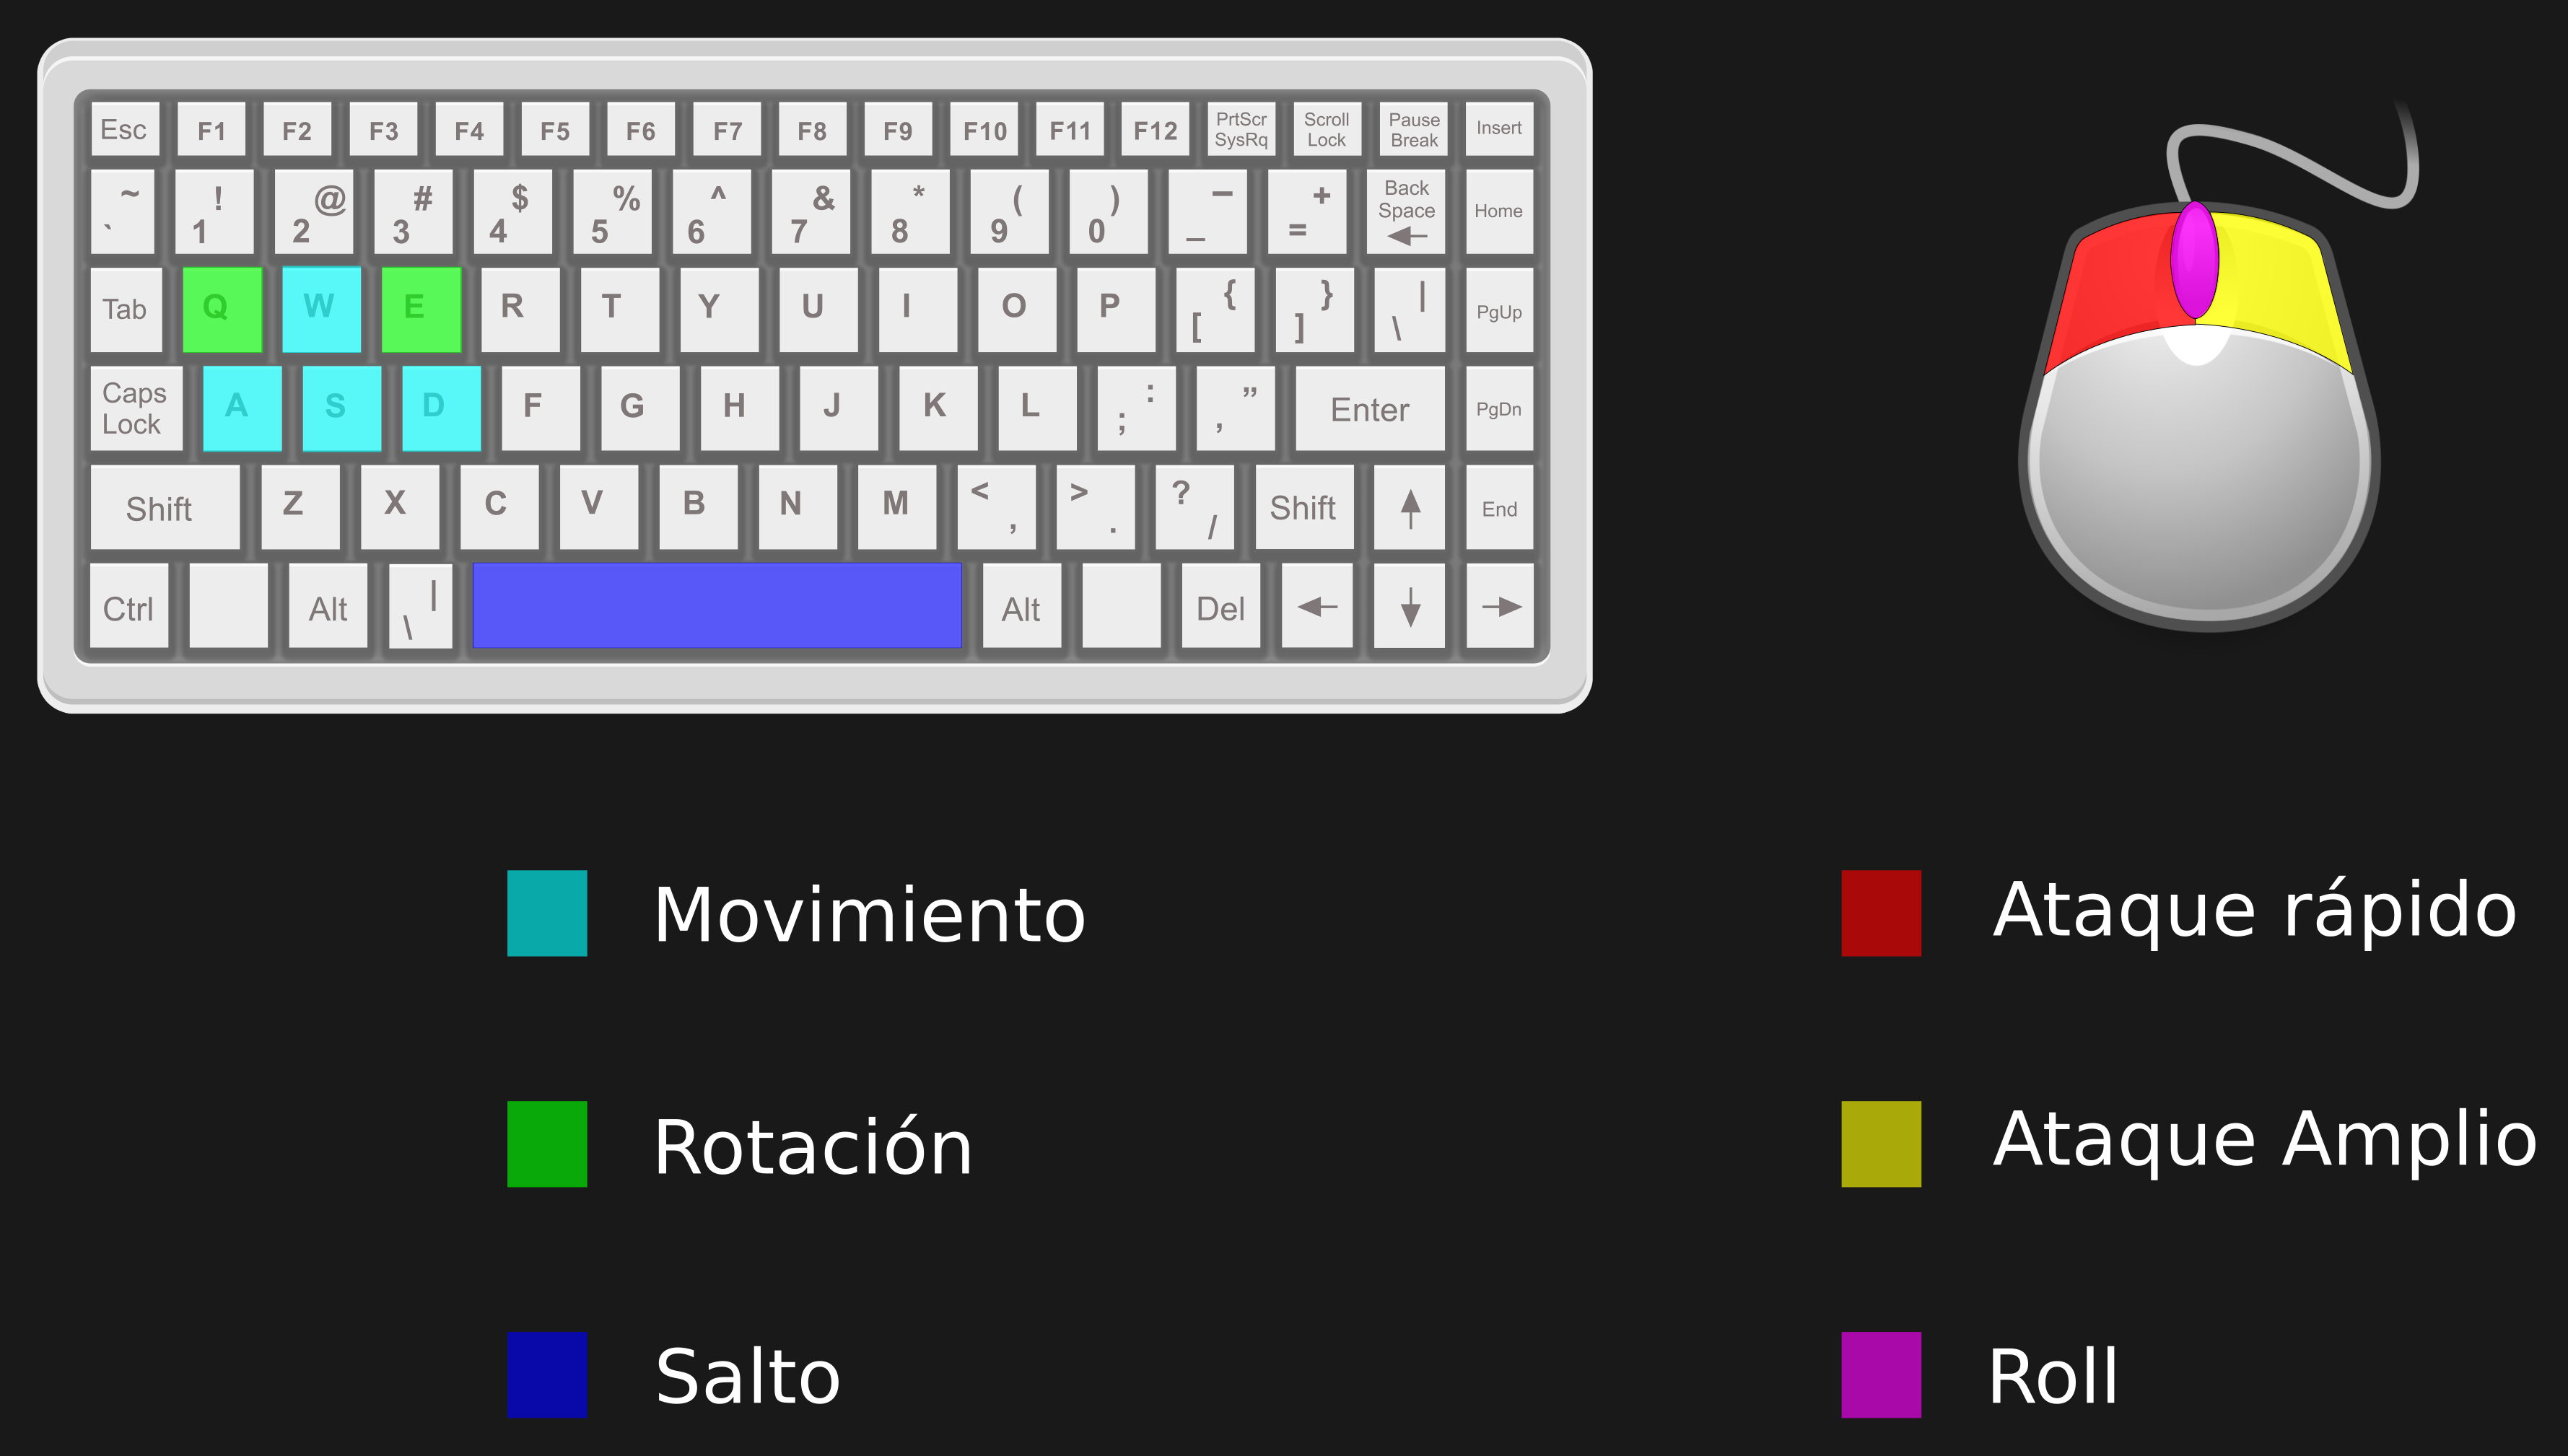 Esc F1 F2 F3 F4 F5 F6 F7 F8 F9 F10 F11 F12 PrtScr SysRq Scroll Lock Pause Break Insert
~ ` ! 1 @ 2 # 3 $ 4 % 5 ^ 6 & 7 * 8 ( 9 ) 0 – _ + = Back Space ← Home
Tab Q W E R T Y U I O P { [ } ] | \ PgUp
Caps Lock A S D F G H J K L : ; ” , Enter PgDn
Shift Z X C V B N M < , > . ? / Shift ↑ End
Ctrl Alt | \ Alt Del ← ↓ →
Movimiento
Rotación
Salto
Ataque rápido
Ataque Amplio
Roll